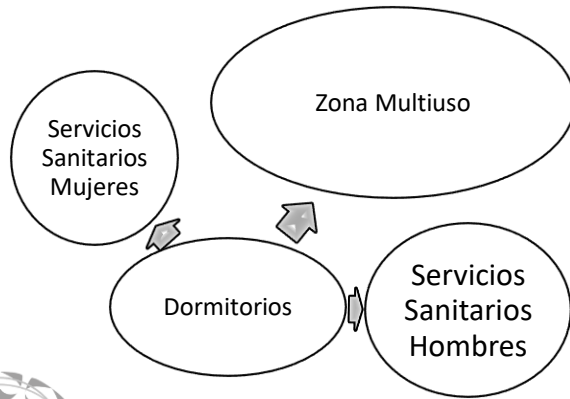 Zona Multiuso
Servicios
Sanitarios
Mujeres
Dormitorios
Servicios
Sanitarios
Hombres